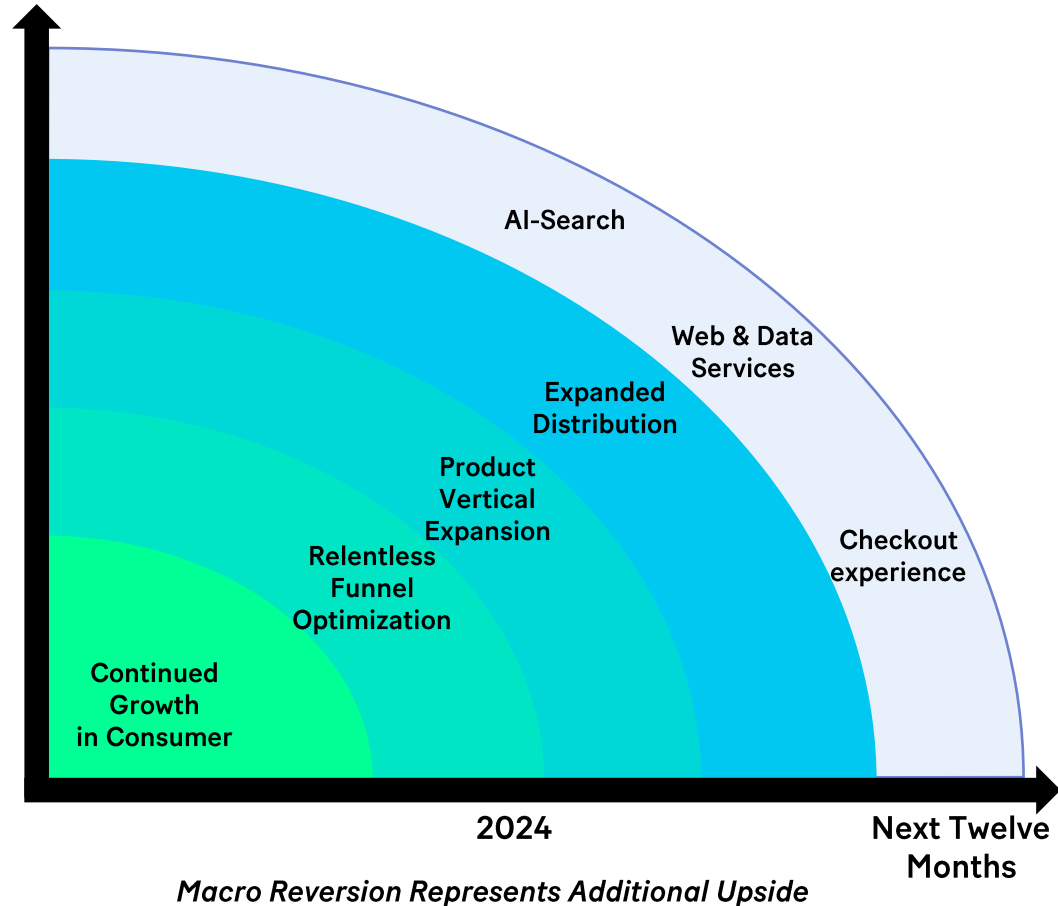 AI-Search
Web & Data
Services
Expanded
Distribution
Product
Vertical
Expansion
Relentless
Funnel
Optimization
Checkout
experience
Continued
Growth
in Consumer
2024
Next Twelve
Months
Macro Reversion Represents Additional Upside